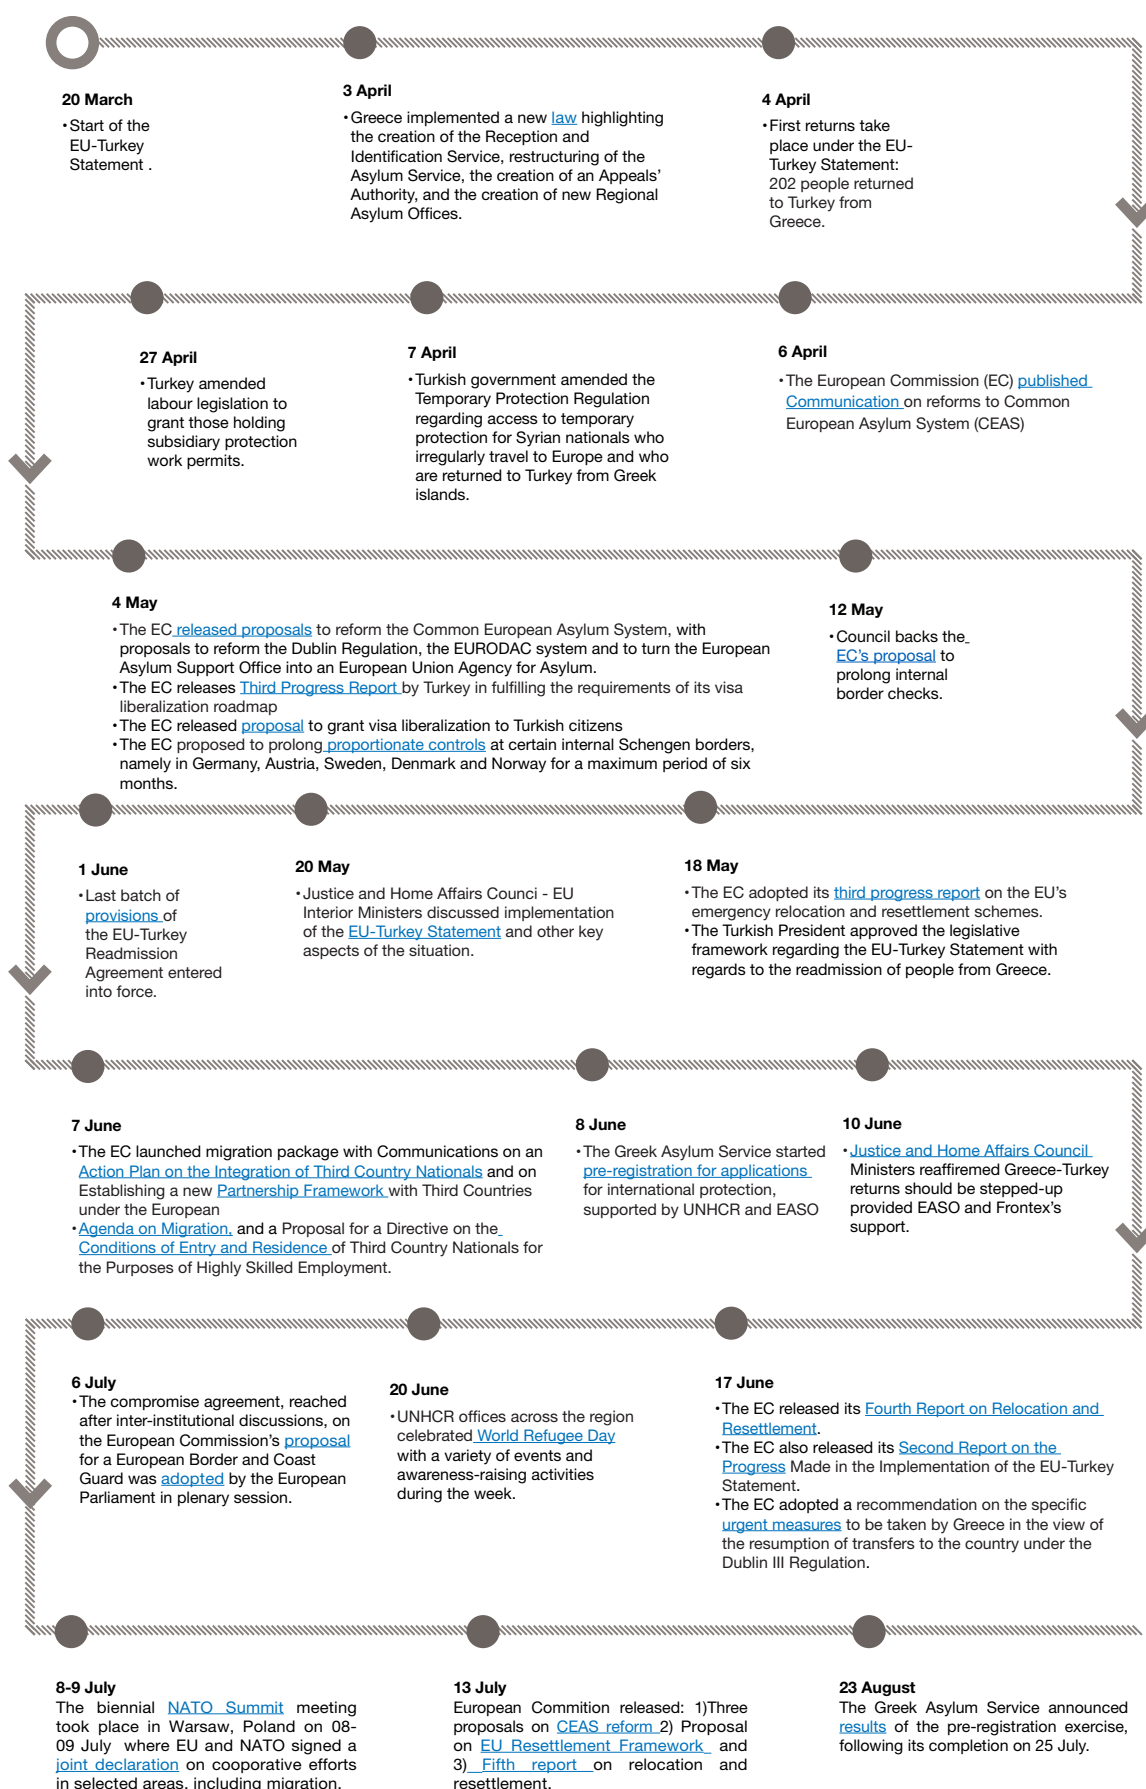 20 March
•Start of the
EU-Turkey
Statement .
3 April
•Greece implemented a new law highlighting
the creation of the Reception and
Identification Service, restructuring of the
Asylum Service, the creation of an Appeals’
Authority, and the creation of new Regional
Asylum Offices.
4 April
•First returns take
place under the EU-
Turkey Statement:
202 people returned
to Turkey from
Greece.
6 April
•The European Commission (EC) published
Communication on reforms to Common
European Asylum System (CEAS)
7 April
•Turkish government amended the
Temporary Protection Regulation
regarding access to temporary
protection for Syrian nationals who
irregularly travel to Europe and who
are returned to Turkey from Greek
islands.
27 April
•Turkey amended
labour legislation to
grant those holding
subsidiary protection
work permits.
4 May
•The EC released proposals to reform the Common European Asylum System, with
proposals to reform the Dublin Regulation, the EURODAC system and to turn the European
Asylum Support Office into an European Union Agency for Asylum.
•The EC releases Third Progress Report by Turkey in fulfilling the requirements of its visa
liberalization roadmap
•The EC released proposal to grant visa liberalization to Turkish citizens
•The EC proposed to prolong proportionate controls at certain internal Schengen borders,
namely in Germany, Austria, Sweden, Denmark and Norway for a maximum period of six
months.
12 May
•Council backs the
EC’s proposal to
prolong internal
border checks.
18 May
•The EC adopted its third progress report on the EU’s
emergency relocation and resettlement schemes.
•The Turkish President approved the legislative
framework regarding the EU-Turkey Statement with
regards to the readmission of people from Greece.
20 May
•Justice and Home Affairs Counci - EU
Interior Ministers discussed implementation
of the EU-Turkey Statement and other key
aspects of the situation.
1 June
•Last batch of
provisions of
the EU-Turkey
Readmission
Agreement entered
into force.
7 June
•The EC launched migration package with Communications on an
Action Plan on the Integration of Third Country Nationals and on
Establishing a new Partnership Framework with Third Countries
under the European
•Agenda on Migration, and a Proposal for a Directive on the
Conditions of Entry and Residence of Third Country Nationals for
the Purposes of Highly Skilled Employment.
8 June
•The Greek Asylum Service started
pre-registration for applications
for international protection,
supported by UNHCR and EASO
10 June
•Justice and Home Affairs Council
Ministers reaffiremed Greece-Turkey
returns should be stepped-up
provided EASO and Frontex’s
support.
17 June
•The EC released its Fourth Report on Relocation and
Resettlement.
•The EC also released its Second Report on the
Progress Made in the Implementation of the EU-Turkey
Statement.
•The EC adopted a recommendation on the specific
urgent measures to be taken by Greece in the view of
the resumption of transfers to the country under the
Dublin III Regulation.
20 June
•UNHCR offices across the region
celebrated World Refugee Day
with a variety of events and
awareness-raising activities
during the week.
6 July
•The compromise agreement, reached
after inter-institutional discussions, on
the European Commission’s proposal
for a European Border and Coast
Guard was adopted by the European
Parliament in plenary session.
8-9 July
The biennial NATO Summit meeting
took place in Warsaw, Poland on 08-
09 July where EU and NATO signed a
joint declaration on cooporative efforts
in selected areas, including migration.
13 July
European Commition released: 1)Three
proposals on CEAS reform 2) Proposal
on EU Resettlement Framework and
3) Fifth report on relocation and
resettlement.
23 August
The Greek Asylum Service announced
results of the pre-registration exercise,
following its completion on 25 July.